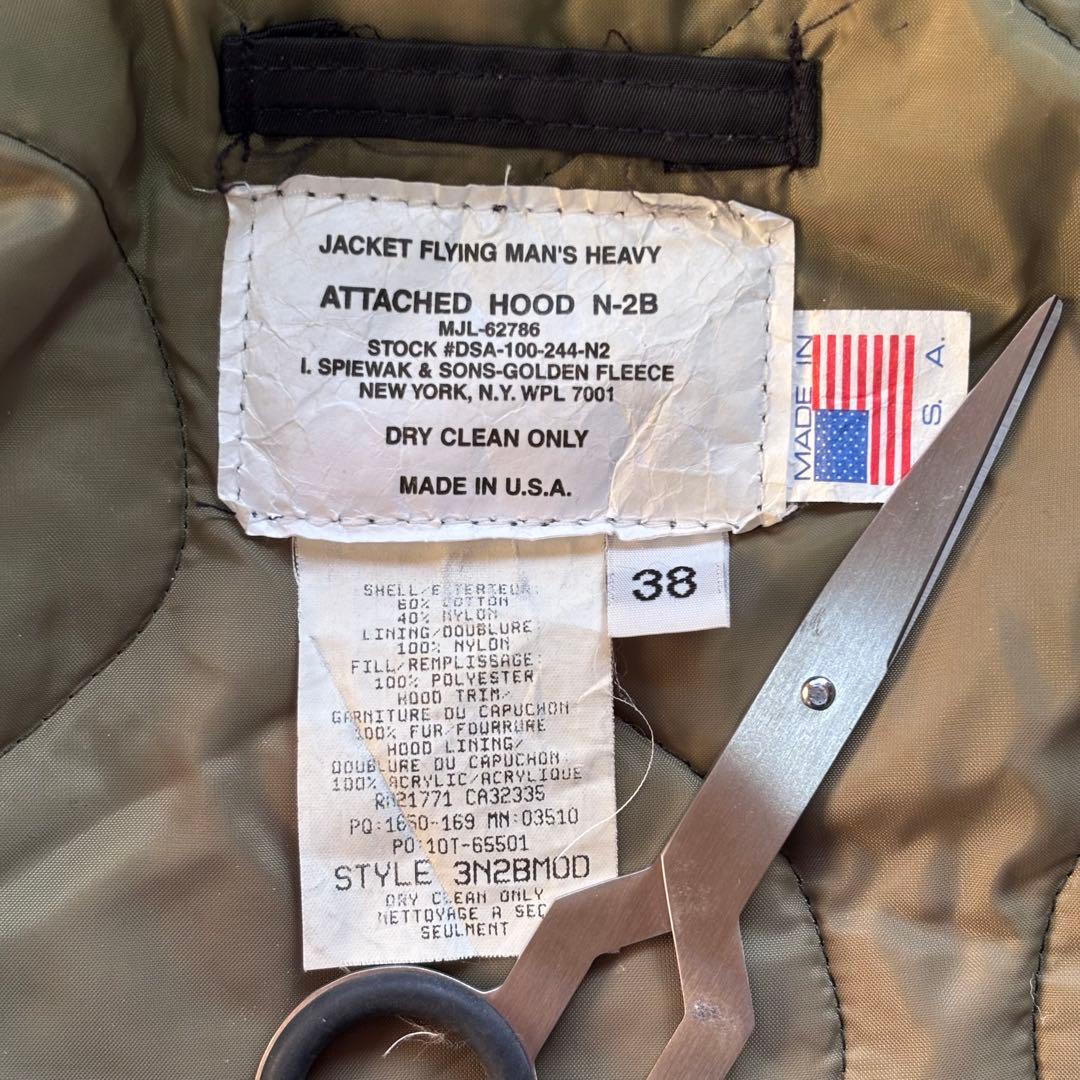 JACKET FLYING MAN'S HEAVY
ATTACHED HOOD N-2B
MJL-62786
STOCK #DSA-100-244-N2
I. SPIEWAK & SONS-GOLDEN FLEECE
NEW YORK, N.Y. WPL 7001
DRY CLEAN ONLY
MADE IN U.S.A.
MADE IN
U.S.A.
38
SHELL/EXTERIEUR:
60% COTTON
40% NYLON
LINING/DOUBLURE:
100% NYLON
FILL/REMPLISSAGE:
100% POLYESTER
HOOD TRIM/
GARNITURE DU CAPUCHON
100% FUR/FOURRURE
HOOD LINING/
DOUBLURE DU CAPUCHON:
100% ACRYLIC/ACRYLIQUE
RN21771 CA32335
PQ:1650-169 MN:03510
PO:10T-65501
STYLE 3N2BMOD
DRY CLEAN ONLY
NETTOYAGE A SEC
SEULMENT